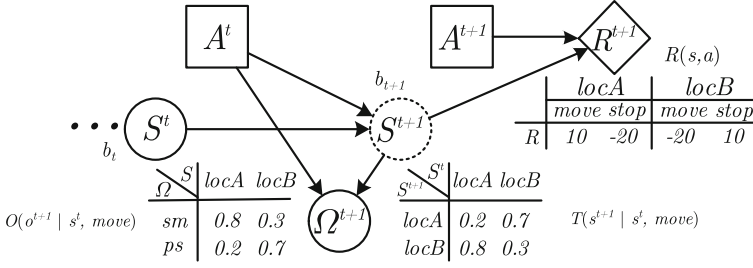 A^t
A^{t+1}
R^{t+1}
R(s,a)
b_{t+1}
locA locB
move stop move stop
R 10 -20 -20 10
• • •
S^t
S^{t+1}
b_t
S
Ω locA locB
sm 0.8 0.3
ps 0.2 0.7
O(o^{t+1} | s^t, move)
Ω^{t+1}
S^t
S^{t+1} locA locB
locA 0.2 0.7
locB 0.8 0.3
T(s^{t+1} | s^t, move)